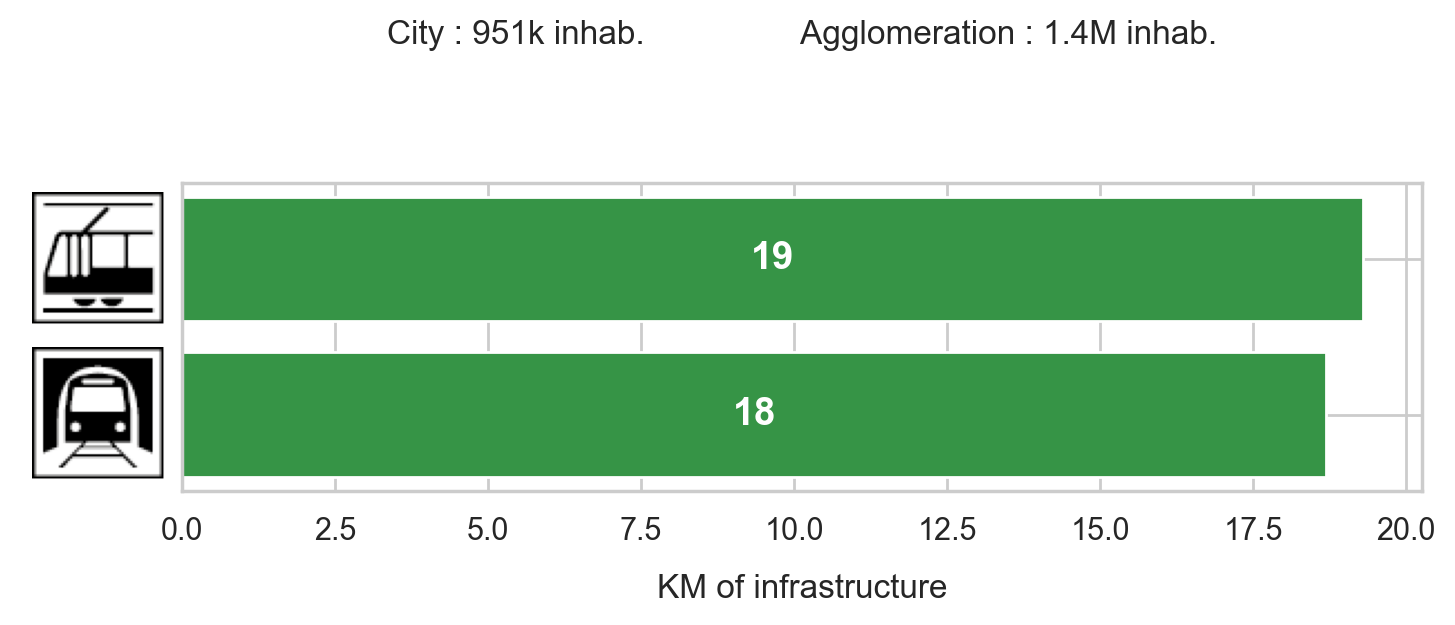 City : 951k inhab. Agglomeration : 1.4M inhab.
19
18
0.0 2.5 5.0 7.5 10.0 12.5 15.0 17.5 20.0
KM of infrastructure